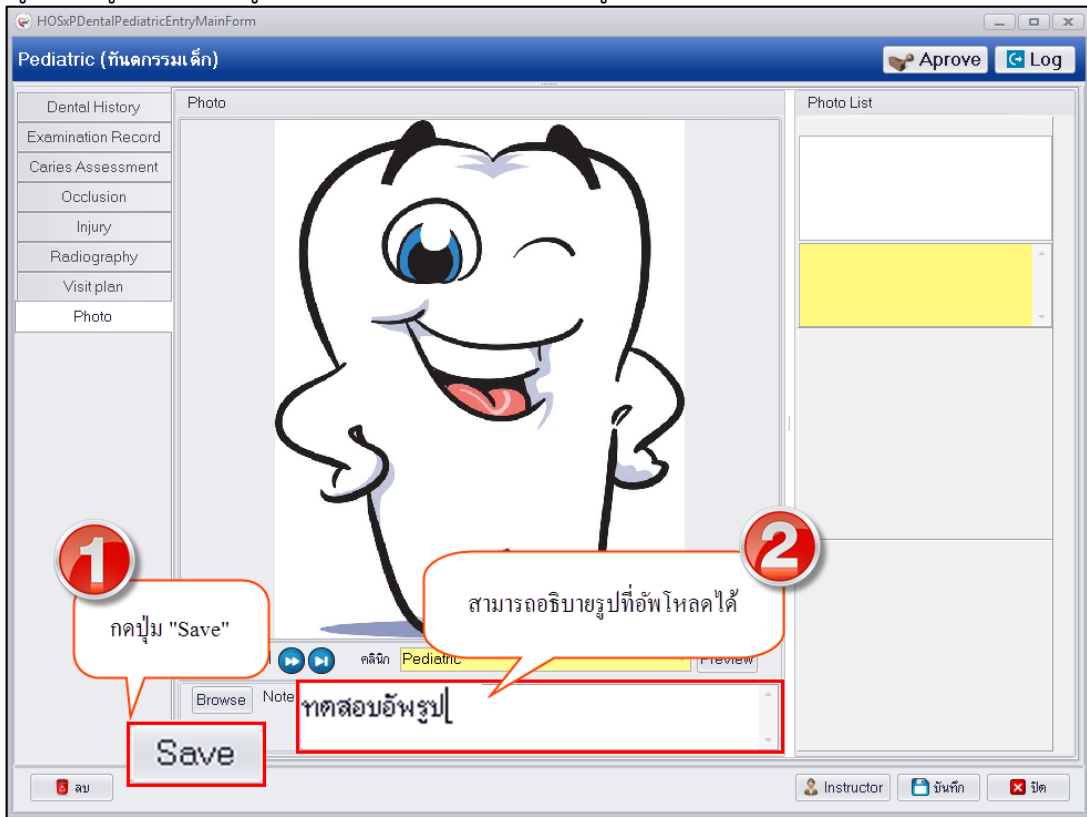 HOSxPDentalPediatricEntryMainForm
Pediatric (ทันตกรรมเด็ก)
Aprove
Log
Dental History
Examination Record
Caries Assessment
Occlusion
Injury
Radiography
Visit plan
Photo
Photo
Photo List
1
กดปุ่ม "Save"
2
สามารถอธิบายรูปที่อัพโหลดได้
คลินิก Pediatric
Preview
Browse
Note
ทดสอบอัพรูป
Save
ลบ
Instructor
บันทึก
ปิด